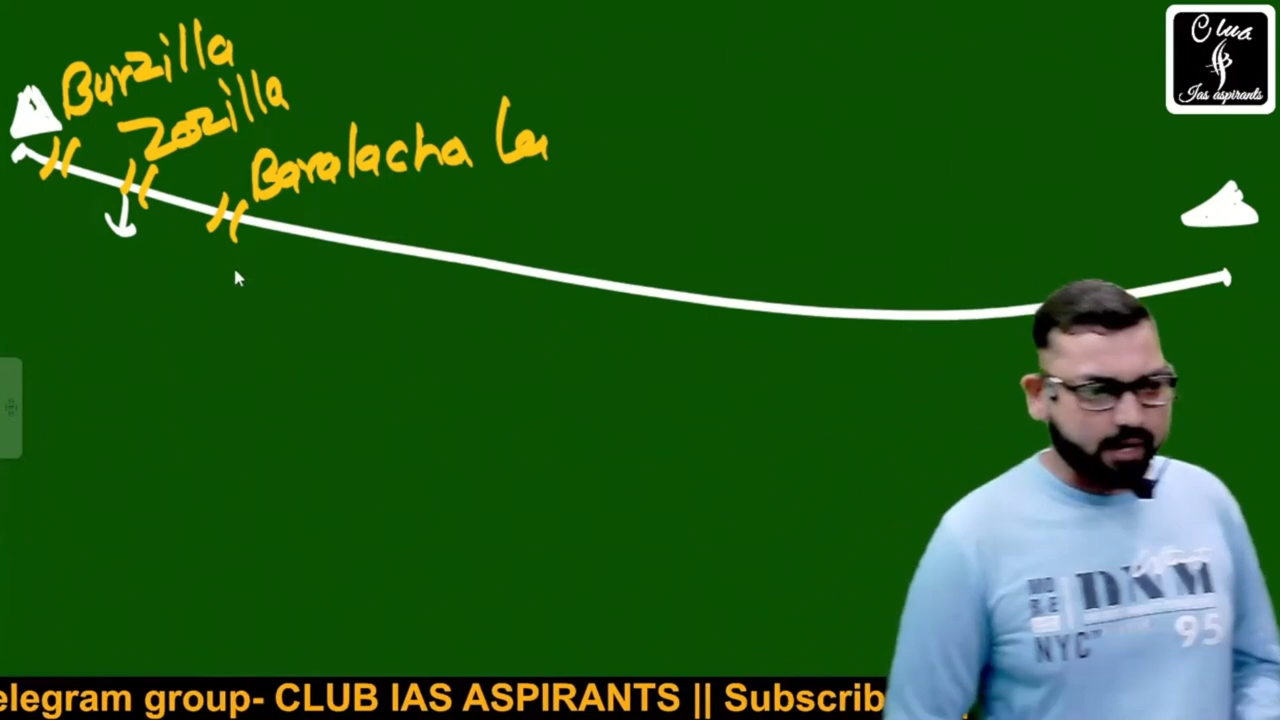 Burzilla
Zozilla
Baralacha La
Club
Ias aspirants
DNM
NYC
95
elegram group- CLUB IAS ASPIRANTS || Subscrib